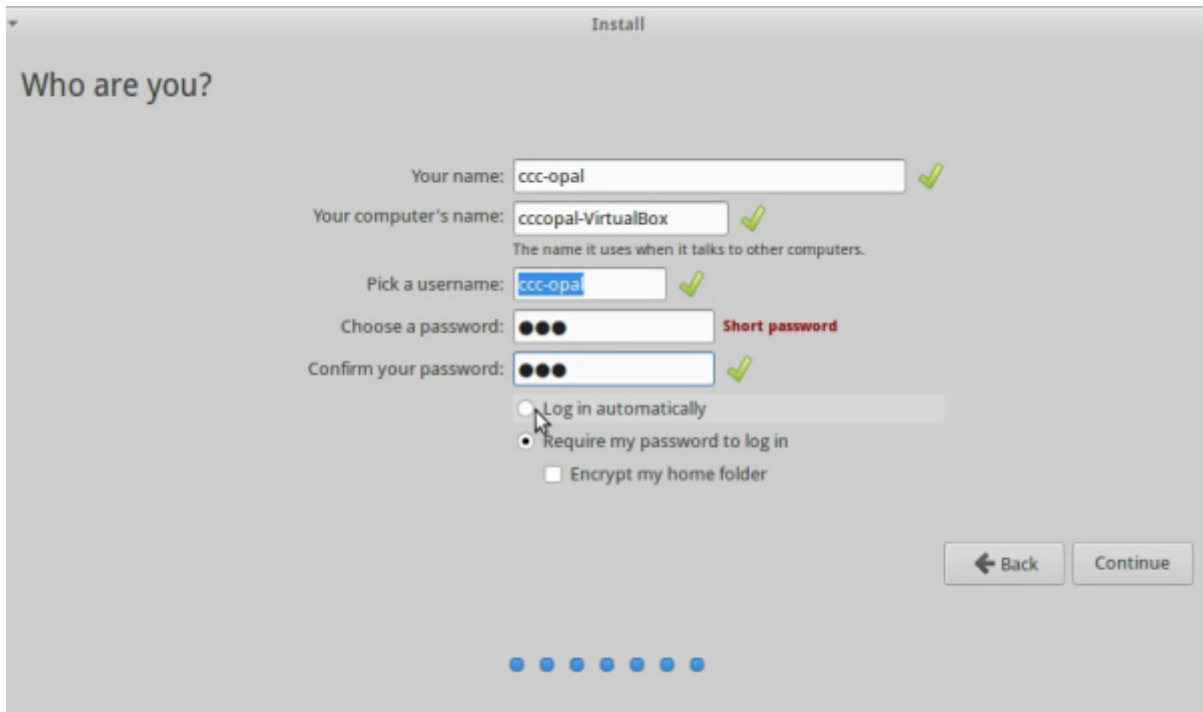 Install
Who are you?
Your name: ccc-opal
Your computer's name: cccopal-VirtualBox
The name it uses when it talks to other computers.
Pick a username: ccc-opal
Choose a password: ●●● Short password
Confirm your password: ●●●
Log in automatically
Require my password to log in
Encrypt my home folder
Back Continue